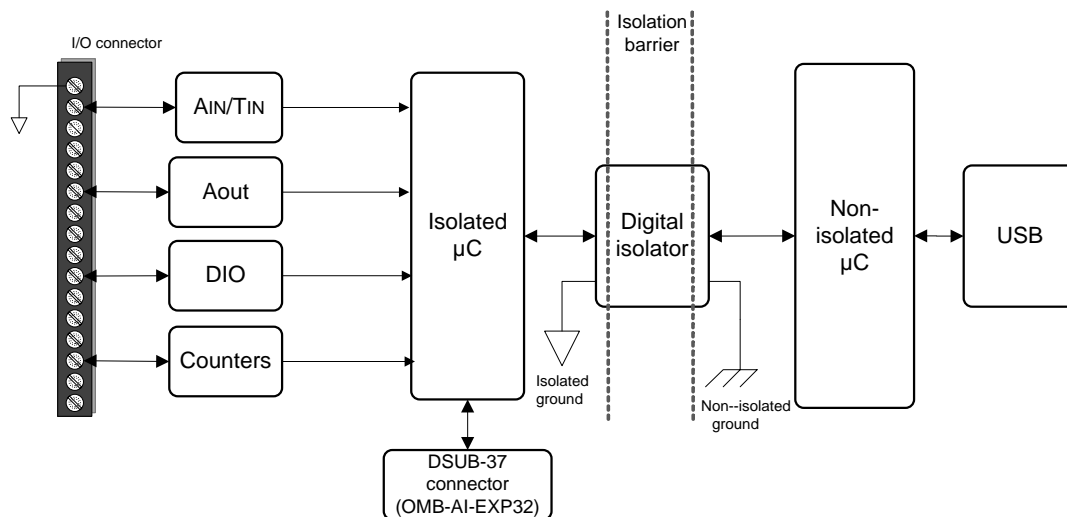 Isolation
barrier
I/O connector
AIN/TIN
Aout
DIO
Counters
Isolated
µC
Digital
isolator
Non-
isolated
µC
USB
Isolated
ground
Non--isolated
ground
DSUB-37
connector
(OMB-AI-EXP32)